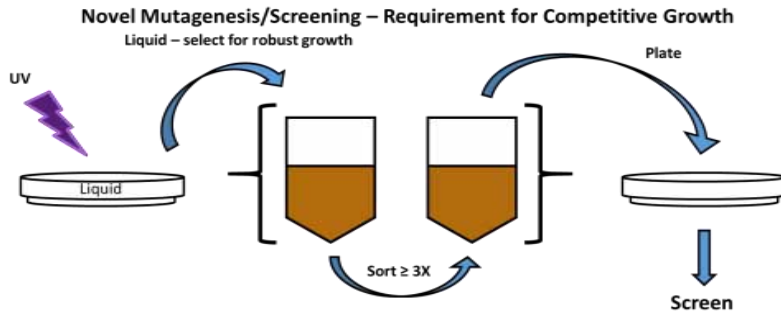 Novel Mutagenesis/Screening – Requirement for Competitive Growth
Liquid – select for robust growth
Plate
UV
Liquid
Sort ≥ 3X
Screen